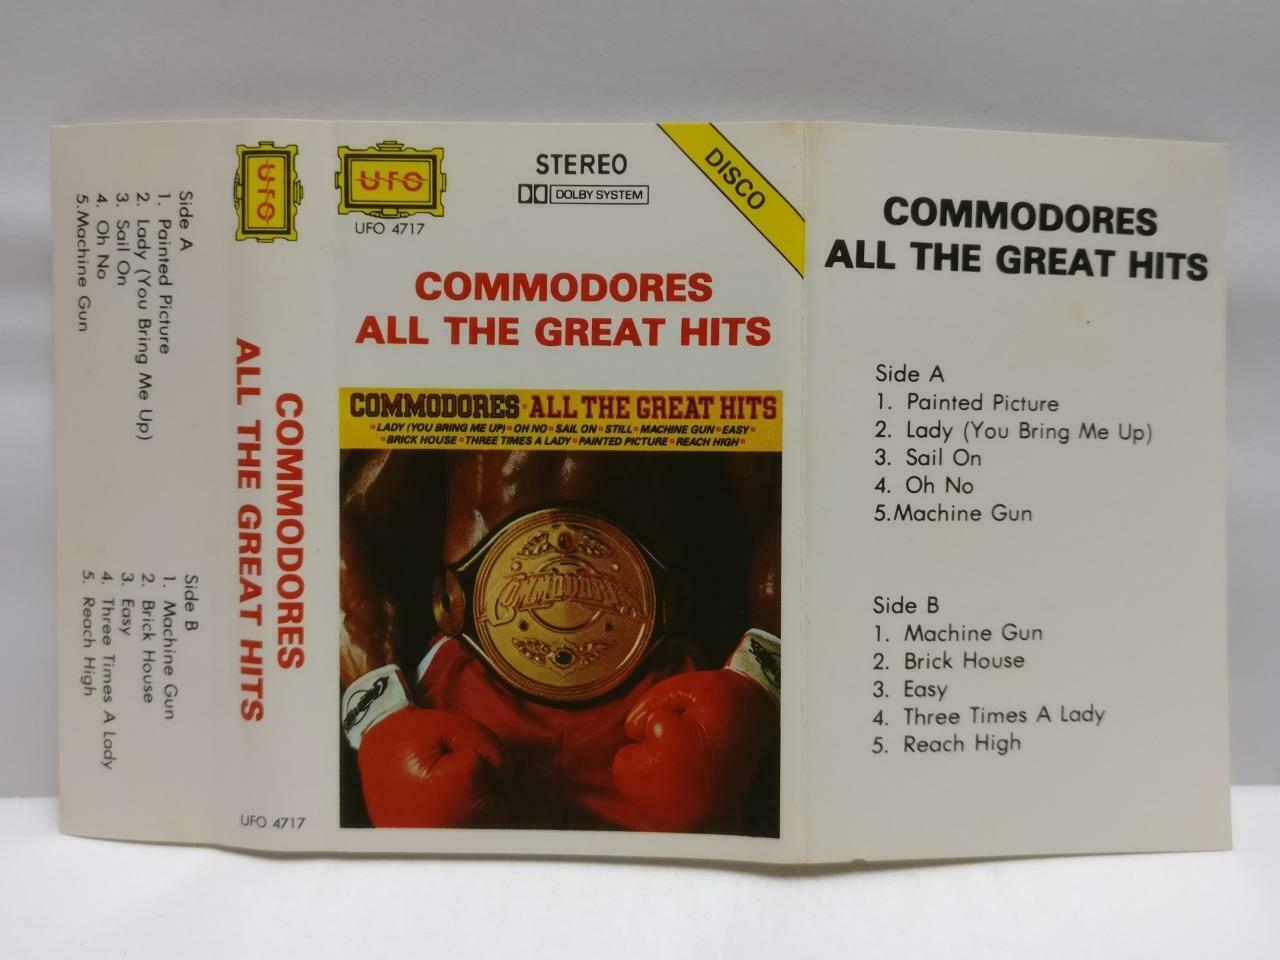 Side A
1. Painted Picture
2. Lady (You Bring Me Up)
3. Sail On
4. Oh No
5.Machine Gun
Side B
1. Machine Gun
2. Brick House
3. Easy
4. Three Times A Lady
5. Reach High
UFO
COMMODORES
ALL THE GREAT HITS
UFO 4717
UFO
UFO 4717
STEREO
DOLBY SYSTEM
DISCO
COMMODORES
ALL THE GREAT HITS
COMMODORES·ALL THE GREAT HITS
•LADY (YOU BRING ME UP)•OH NO•SAIL ON•STILL•MACHINE GUN•EASY•
•BRICK HOUSE•THREE TIMES A LADY•PAINTED PICTURE•REACH HIGH•
COMMODORES
COMMODORES
ALL THE GREAT HITS
Side A
1. Painted Picture
2. Lady (You Bring Me Up)
3. Sail On
4. Oh No
5.Machine Gun
Side B
1. Machine Gun
2. Brick House
3. Easy
4. Three Times A Lady
5. Reach High